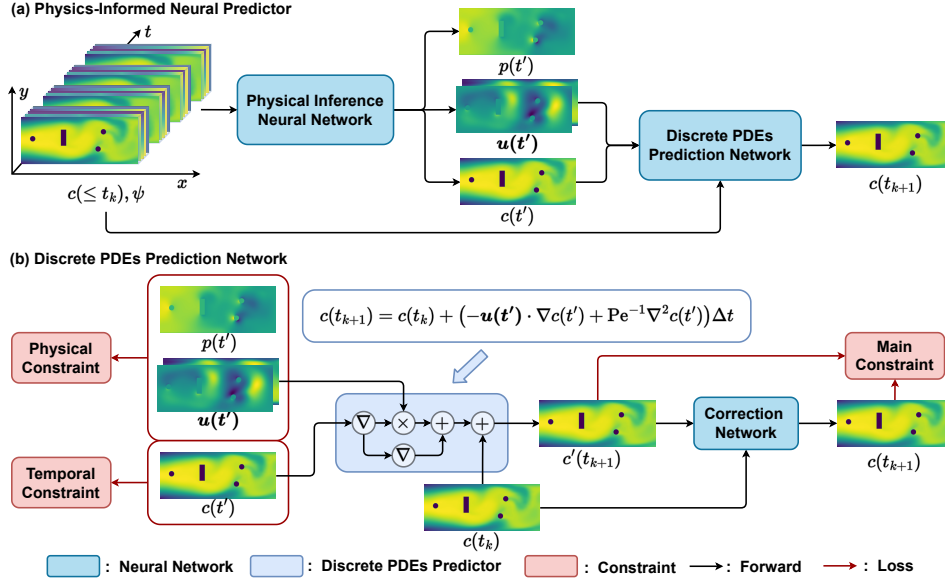 (a) Physics-Informed Neural Predictor
t
y
x
c(≤ t_k), ψ
Physical Inference
Neural Network
p(t′)
u(t′)
c(t′)
Discrete PDEs
Prediction Network
c(t_{k+1})
(b) Discrete PDEs Prediction Network
Physical
Constraint
Temporal
Constraint
p(t′)
u(t′)
c(t′)
c(t_{k+1}) = c(t_k) + (−u(t′) · ∇c(t′) + Pe⁻¹∇²c(t′))Δt
∇ × + +
∇
c′(t_{k+1})
c(t_k)
Correction
Network
Main
Constraint
c(t_{k+1})
: Neural Network : Discrete PDEs Predictor : Constraint : Forward : Loss